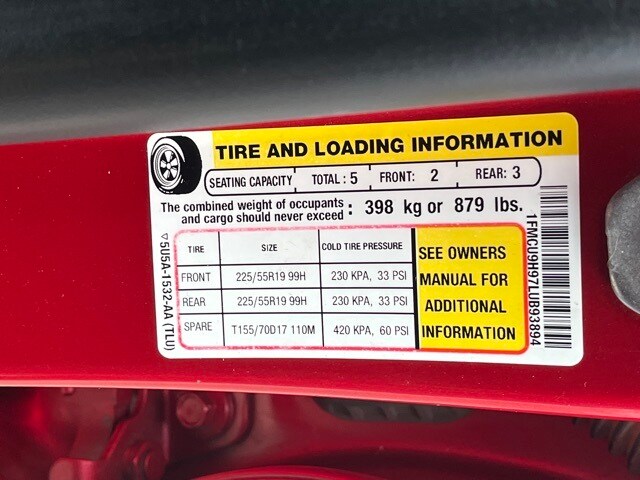 TIRE AND LOADING INFORMATION
SEATING CAPACITY TOTAL : 5 FRONT: 2 REAR: 3
The combined weight of occupants
and cargo should never exceed : 398 kg or 879 lbs.
TIRE SIZE COLD TIRE PRESSURE
FRONT 225/55R19 99H 230 KPA, 33 PSI
REAR 225/55R19 99H 230 KPA, 33 PSI
SPARE T155/70D17 110M 420 KPA, 60 PSI
SEE OWNERS
MANUAL FOR
ADDITIONAL
INFORMATION
5U5A-1532-AA (TLU)
1FMCU9H97LUB93894